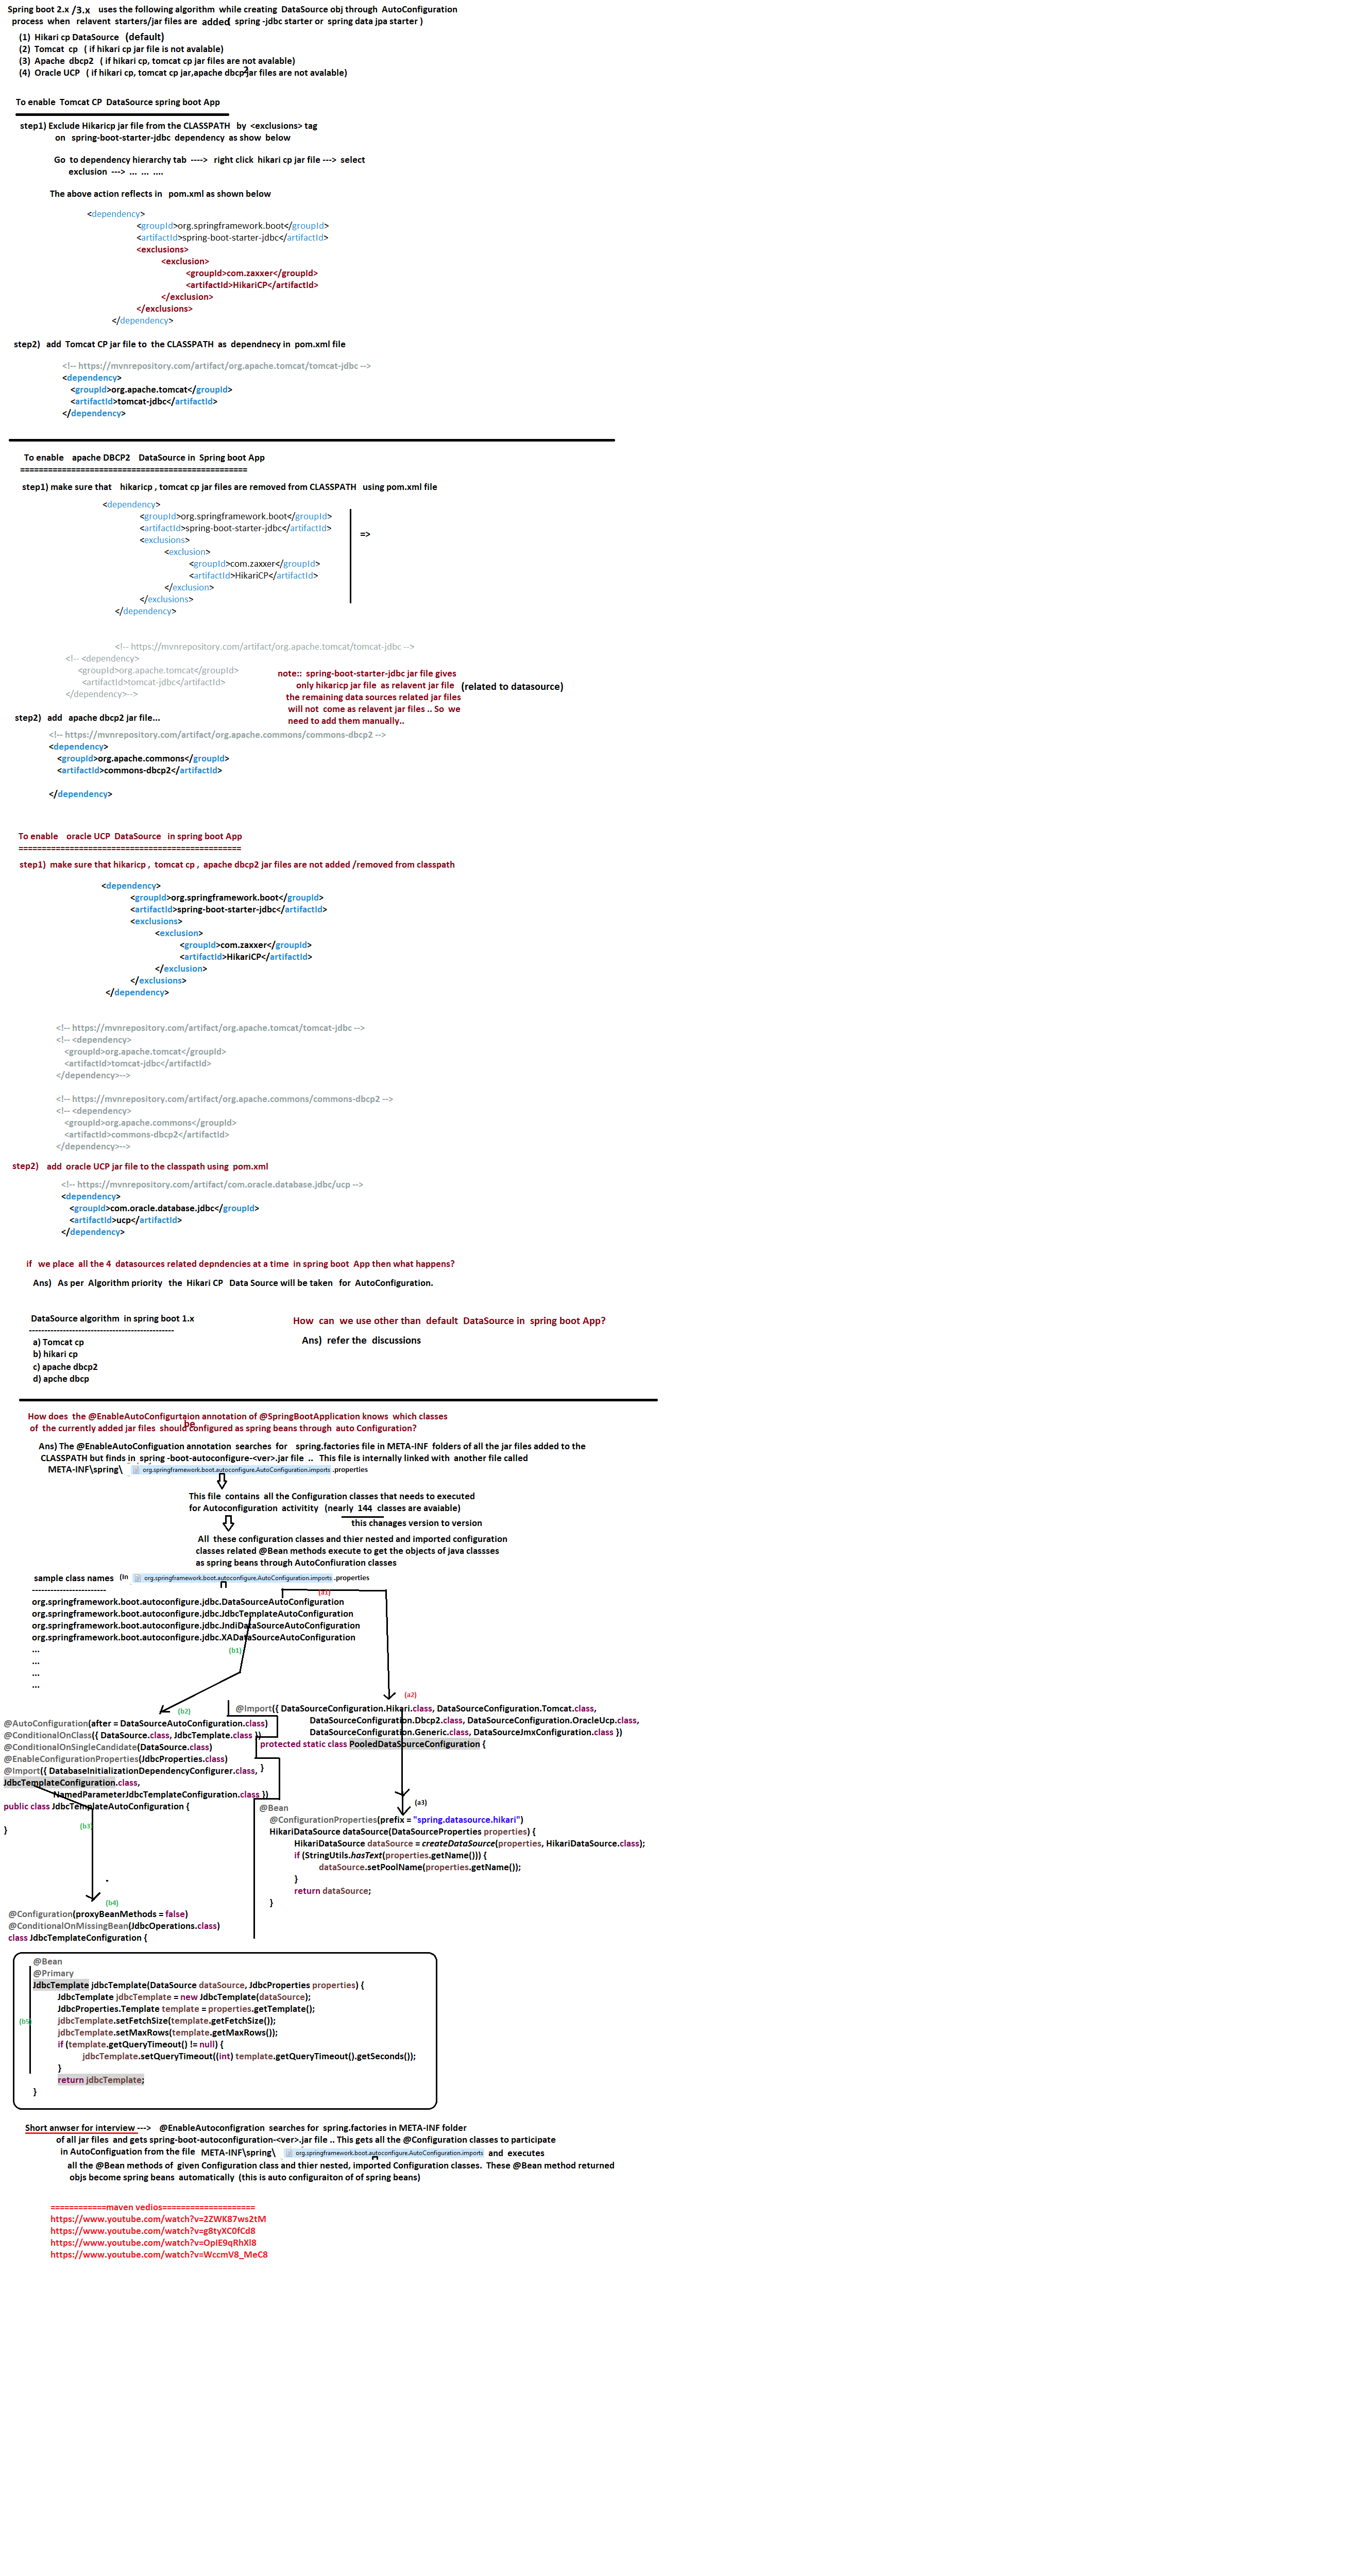 Spring boot 2.x /3.x uses the following algorithm while creating DataSource obj through AutoConfiguration
process when relavent starters/jar files are added( spring -jdbc starter or spring data jpa starter )
(1) Hikari cp DataSource (default)
(2) Tomcat cp ( if hikari cp jar file is not avalable)
(3) Apache dbcp2 ( if hikari cp, tomcat cp jar files are not avalable)
(4) Oracle UCP ( if hikari cp, tomcat cp jar,apache dbcp2 jar files are not avalable)
To enable Tomcat CP DataSource spring boot App
step1) Exclude Hikaricp jar file from the CLASSPATH by <exclusions> tag
on spring-boot-starter-jdbc dependency as show below
Go to dependency hierarchy tab ----> right click hikari cp jar file ---> select
exclusion ---> ... ... ....
The above action reflects in pom.xml as shown below
<dependency>
<groupId>org.springframework.boot</groupId>
<artifactId>spring-boot-starter-jdbc</artifactId>
<exclusions>
<exclusion>
<groupId>com.zaxxer</groupId>
<artifactId>HikariCP</artifactId>
</exclusion>
</exclusions>
</dependency>
step2) add Tomcat CP jar file to the CLASSPATH as dependnecy in pom.xml file
<!-- https://mvnrepository.com/artifact/org.apache.tomcat/tomcat-jdbc -->
<dependency>
<groupId>org.apache.tomcat</groupId>
<artifactId>tomcat-jdbc</artifactId>
</dependency>
To enable apache DBCP2 DataSource in Spring boot App
=================================================
step1) make sure that hikaricp , tomcat cp jar files are removed from CLASSPATH using pom.xml file
<dependency>
<groupId>org.springframework.boot</groupId>
<artifactId>spring-boot-starter-jdbc</artifactId>
=>
<exclusions>
<exclusion>
<groupId>com.zaxxer</groupId>
<artifactId>HikariCP</artifactId>
</exclusion>
</exclusions>
</dependency>
<!-- https://mvnrepository.com/artifact/org.apache.tomcat/tomcat-jdbc -->
<!-- <dependency>
<groupId>org.apache.tomcat</groupId>
<artifactId>tomcat-jdbc</artifactId>
</dependency>-->
note:: spring-boot-starter-jdbc jar file gives
only hikaricp jar file as relavent jar file (related to datasource)
the remaining data sources related jar files
will not come as relavent jar files .. So we
need to add them manually..
step2) add apache dbcp2 jar file...
<!-- https://mvnrepository.com/artifact/org.apache.commons/commons-dbcp2 -->
<dependency>
<groupId>org.apache.commons</groupId>
<artifactId>commons-dbcp2</artifactId>
</dependency>
To enable oracle UCP DataSource in spring boot App
================================================
step1) make sure that hikaricp , tomcat cp , apache dbcp2 jar files are not added /removed from classpath
<dependency>
<groupId>org.springframework.boot</groupId>
<artifactId>spring-boot-starter-jdbc</artifactId>
<exclusions>
<exclusion>
<groupId>com.zaxxer</groupId>
<artifactId>HikariCP</artifactId>
</exclusion>
</exclusions>
</dependency>
<!-- https://mvnrepository.com/artifact/org.apache.tomcat/tomcat-jdbc -->
<!-- <dependency>
<groupId>org.apache.tomcat</groupId>
<artifactId>tomcat-jdbc</artifactId>
</dependency>-->
<!-- https://mvnrepository.com/artifact/org.apache.commons/commons-dbcp2 -->
<!-- <dependency>
<groupId>org.apache.commons</groupId>
<artifactId>commons-dbcp2</artifactId>
</dependency>-->
step2) add oracle UCP jar file to the classpath using pom.xml
<!-- https://mvnrepository.com/artifact/com.oracle.database.jdbc/ucp -->
<dependency>
<groupId>com.oracle.database.jdbc</groupId>
<artifactId>ucp</artifactId>
</dependency>
if we place all the 4 datasources related depndencies at a time in spring boot App then what happens?
Ans) As per Algorithm priority the Hikari CP Data Source will be taken for AutoConfiguration.
DataSource algorithm in spring boot 1.x
-----------------------------------------------
a) Tomcat cp
b) hikari cp
c) apache dbcp2
d) apche dbcp
How can we use other than default DataSource in spring boot App?
Ans) refer the discussions
How does the @EnableAutoConfigurtaion annotation of @SpringBootApplication knows which classes
of the currently added jar files should be configured as spring beans through auto Configuration?
Ans) The @EnableAutoConfiguation annotation searches for spring.factories file in META-INF folders of all the jar files added to the
CLASSPATH but finds in spring -boot-autoconfigure-<ver>.jar file .. This file is internally linked with another file called
META-INF\spring\ org.springframework.boot.autoconfigure.AutoConfiguration.imports .properties
This file contains all the Configuration classes that needs to executed
for Autoconfiguration activitity (nearly 144 classes are avaiable)
this chanages version to version
All these configuration classes and thier nested and imported configuration
classes related @Bean methods execute to get the objects of java classses
as spring beans through AutoConfiuration classes
sample class names (In org.springframework.boot.autoconfigure.AutoConfiguration.imports .properties
------------------------
(a1)
org.springframework.boot.autoconfigure.jdbc.DataSourceAutoConfiguration
org.springframework.boot.autoconfigure.jdbc.JdbcTemplateAutoConfiguration
org.springframework.boot.autoconfigure.jdbc.JndiDataSourceAutoConfiguration
org.springframework.boot.autoconfigure.jdbc.XADataSourceAutoConfiguration
...
(b1)
...
...
...
(a2)
(b2)
@Import({ DataSourceConfiguration.Hikari.class, DataSourceConfiguration.Tomcat.class,
DataSourceConfiguration.Dbcp2.class, DataSourceConfiguration.OracleUcp.class,
DataSourceConfiguration.Generic.class, DataSourceJmxConfiguration.class })
protected static class PooledDataSourceConfiguration {
}
@AutoConfiguration(after = DataSourceAutoConfiguration.class)
@ConditionalOnClass({ DataSource.class, JdbcTemplate.class })
@ConditionalOnSingleCandidate(DataSource.class)
@EnableConfigurationProperties(JdbcProperties.class)
@Import({ DatabaseInitializationDependencyConfigurer.class,
JdbcTemplateConfiguration.class,
NamedParameterJdbcTemplateConfiguration.class })
public class JdbcTemplateAutoConfiguration {
}
(b3)
(a3)
@Bean
@ConfigurationProperties(prefix = "spring.datasource.hikari")
HikariDataSource dataSource(DataSourceProperties properties) {
HikariDataSource dataSource = createDataSource(properties, HikariDataSource.class);
if (StringUtils.hasText(properties.getName())) {
dataSource.setPoolName(properties.getName());
}
return dataSource;
}
(b4)
@Configuration(proxyBeanMethods = false)
@ConditionalOnMissingBean(JdbcOperations.class)
class JdbcTemplateConfiguration {
@Bean
@Primary
JdbcTemplate jdbcTemplate(DataSource dataSource, JdbcProperties properties) {
JdbcTemplate jdbcTemplate = new JdbcTemplate(dataSource);
JdbcProperties.Template template = properties.getTemplate();
(b5) jdbcTemplate.setFetchSize(template.getFetchSize());
jdbcTemplate.setMaxRows(template.getMaxRows());
if (template.getQueryTimeout() != null) {
jdbcTemplate.setQueryTimeout((int) template.getQueryTimeout().getSeconds());
}
return jdbcTemplate;
}
Short anwser for interview ---> @EnableAutoconfigration searches for spring.factories in META-INF folder
of all jar files and gets spring-boot-autoconfiguration-<ver>.jar file .. This gets all the @Configuration classes to participate
in AutoConfiguation from the file META-INF\spring\ org.springframework.boot.autoconfigure.AutoConfiguration.imports and executes
all the @Bean methods of given Configuration class and thier nested, imported Configuration classes. These @Bean method returned
objs become spring beans automatically (this is auto configuraiton of of spring beans)
============maven vedios====================
https://www.youtube.com/watch?v=2ZWK87ws2tM
https://www.youtube.com/watch?v=g8tyXC0fCd8
https://www.youtube.com/watch?v=OpIE9qRhXl8
https://www.youtube.com/watch?v=WccmV8_MeC8